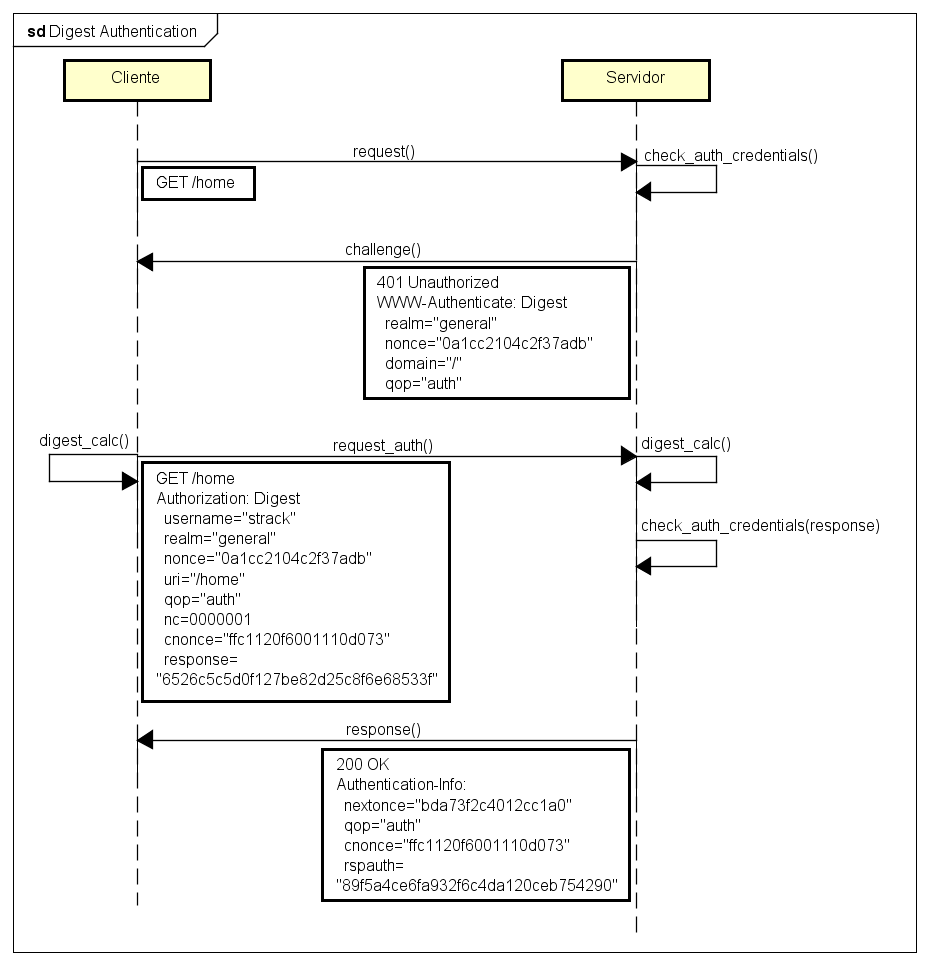 sd Digest Authentication
Cliente
Servidor
request()
check_auth_credentials()
GET /home
challenge()
401 Unauthorized
WWW-Authenticate: Digest
realm="general"
nonce="0a1cc2104c2f37adb"
domain="/"
qop="auth"
digest_calc()
request_auth()
digest_calc()
GET /home
Authorization: Digest
username="strack"
realm="general"
nonce="0a1cc2104c2f37adb"
uri="/home"
qop="auth"
nc=0000001
cnonce="ffc1120f6001110d073"
response=
"6526c5c5d0f127be82d25c8f6e68533f"
check_auth_credentials(response)
response()
200 OK
Authentication-Info:
nextonce="bda73f2c4012cc1a0"
qop="auth"
cnonce="ffc1120f6001110d073"
rspauth=
"89f5a4ce6fa932f6c4da120ceb754290"